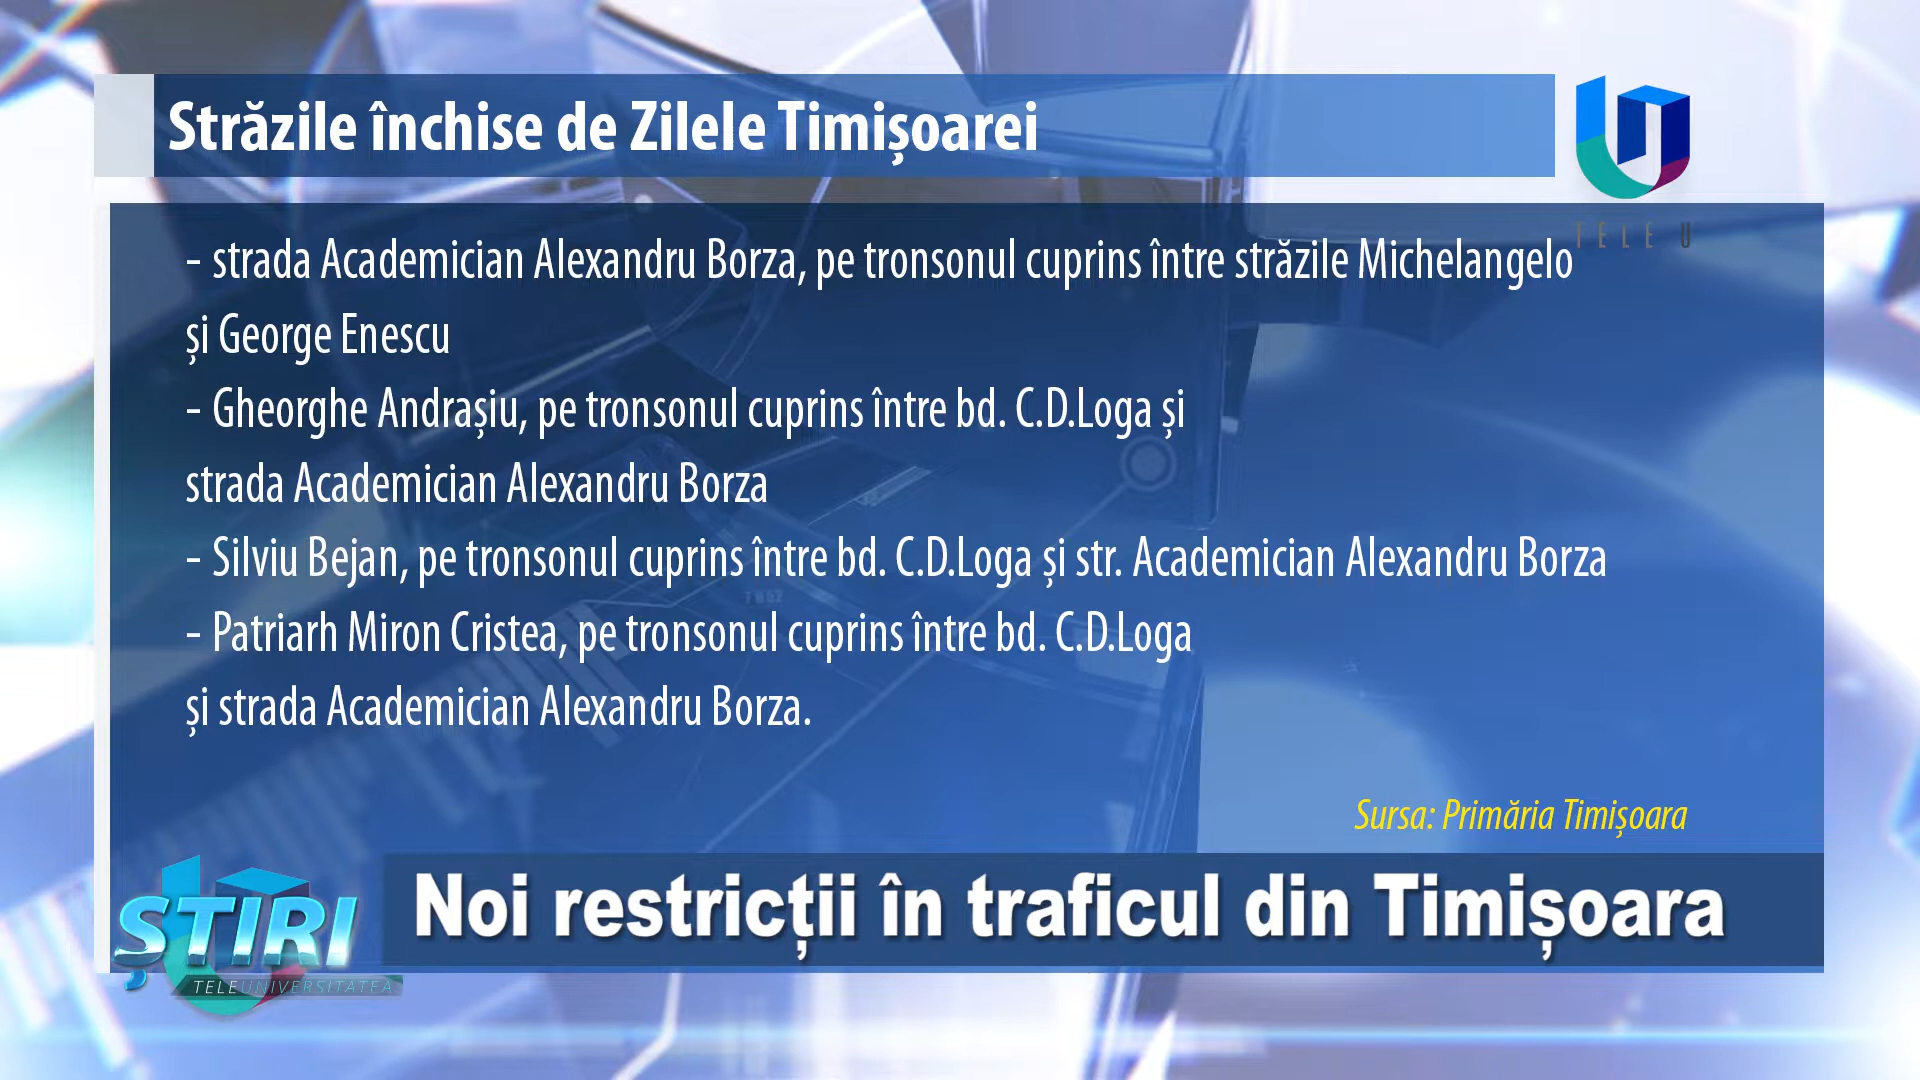 Străzile închise de Zilele Timișoarei
TELE U
- strada Academician Alexandru Borza, pe tronsonul cuprins între străzile Michelangelo
și George Enescu
- Gheorghe Andrașiu, pe tronsonul cuprins între bd. C.D.Loga și
strada Academician Alexandru Borza
- Silviu Bejan, pe tronsonul cuprins între bd. C.D.Loga și str. Academician Alexandru Borza
- Patriarh Miron Cristea, pe tronsonul cuprins între bd. C.D.Loga
și strada Academician Alexandru Borza.
Sursa: Primăria Timișoara
Noi restricții în traficul din Timișoara
ȘTIRI
TELEUNIVERSITATEA